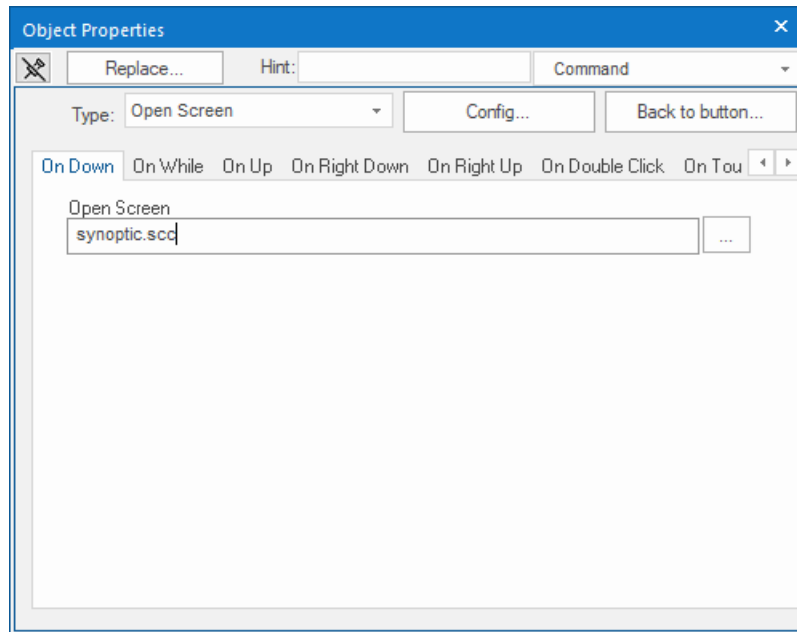 Object Properties
Replace... Hint: Command
Type: Open Screen Config... Back to button...
On Down On While On Up On Right Down On Right Up On Double Click On Tou
Open Screen
synoptic.scc
...